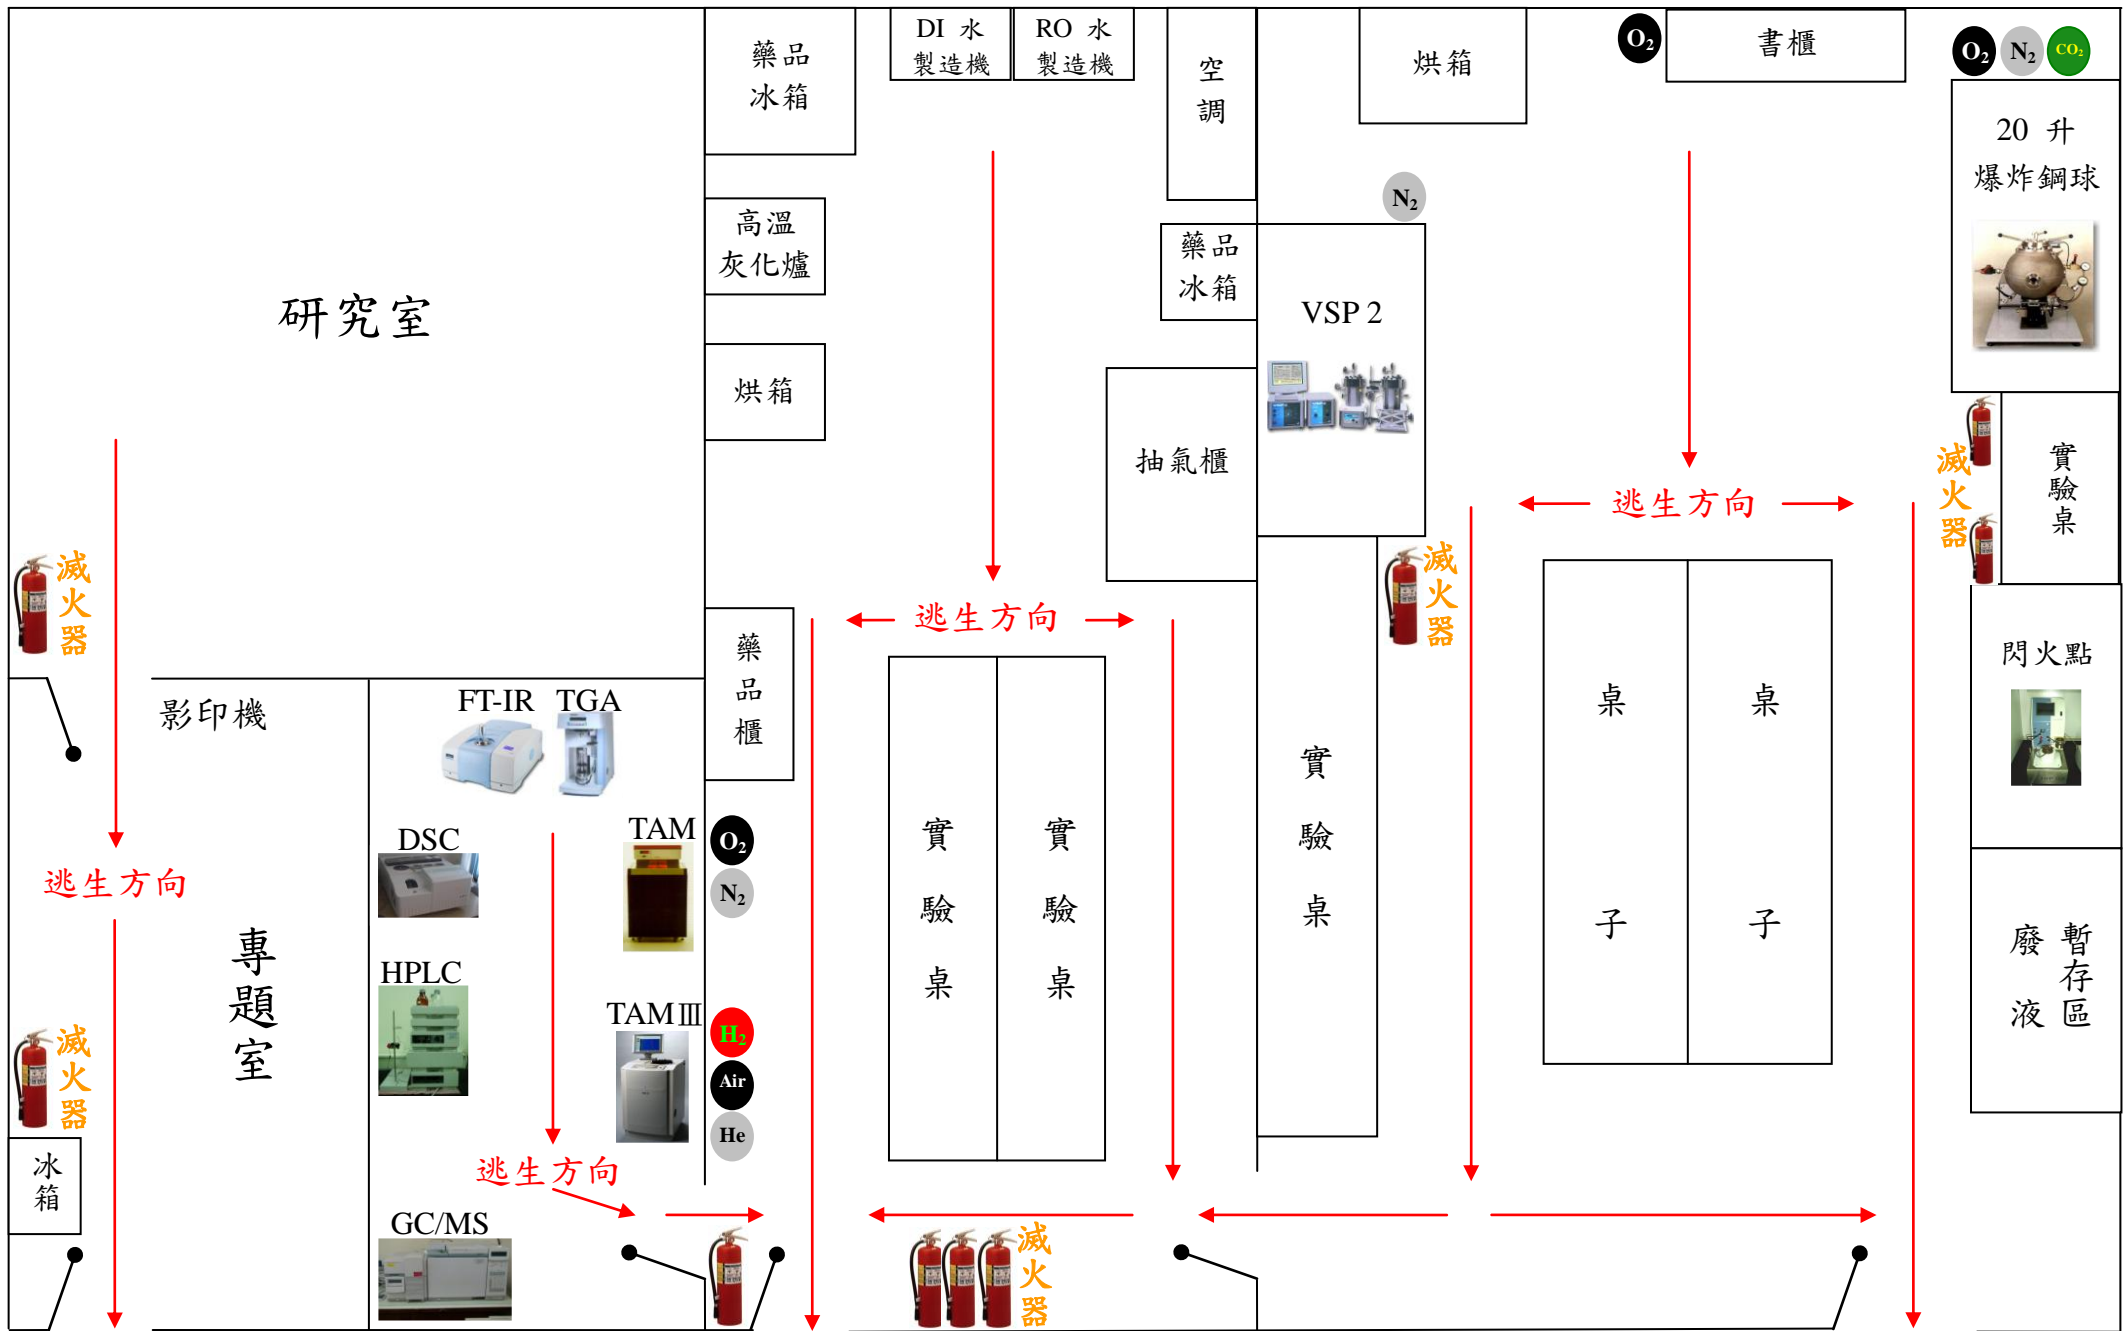 藥品
冰箱
DI 水
製造機
RO 水
製造機
空
調
烘箱
O₂
書櫃
O₂
N₂
CO₂
20 升
爆炸鋼球
N₂
高溫
灰化爐
藥品
冰箱
研究室
VSP 2
烘箱
抽氣櫃
滅
火
器
實
驗
桌
逃生方向
滅
火
器
滅
火
器
逃生方向
藥
品
櫃
閃火點
影印機
FT-IR
TGA
桌
子
桌
子
實
驗
桌
DSC
TAM
O₂
N₂
實
驗
桌
實
驗
桌
逃生方向
專
題
室
HPLC
TAMⅢ
H₂
Air
He
廢
液
暫
存
區
滅
火
器
冰
箱
逃生方向
GC/MS
滅
火
器